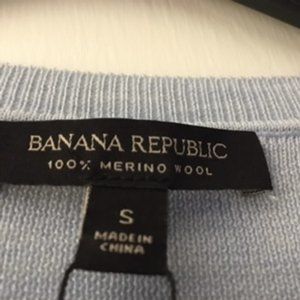 BANANA REPUBLIC
100% MERINO WOOL
S
MADE IN
CHINA